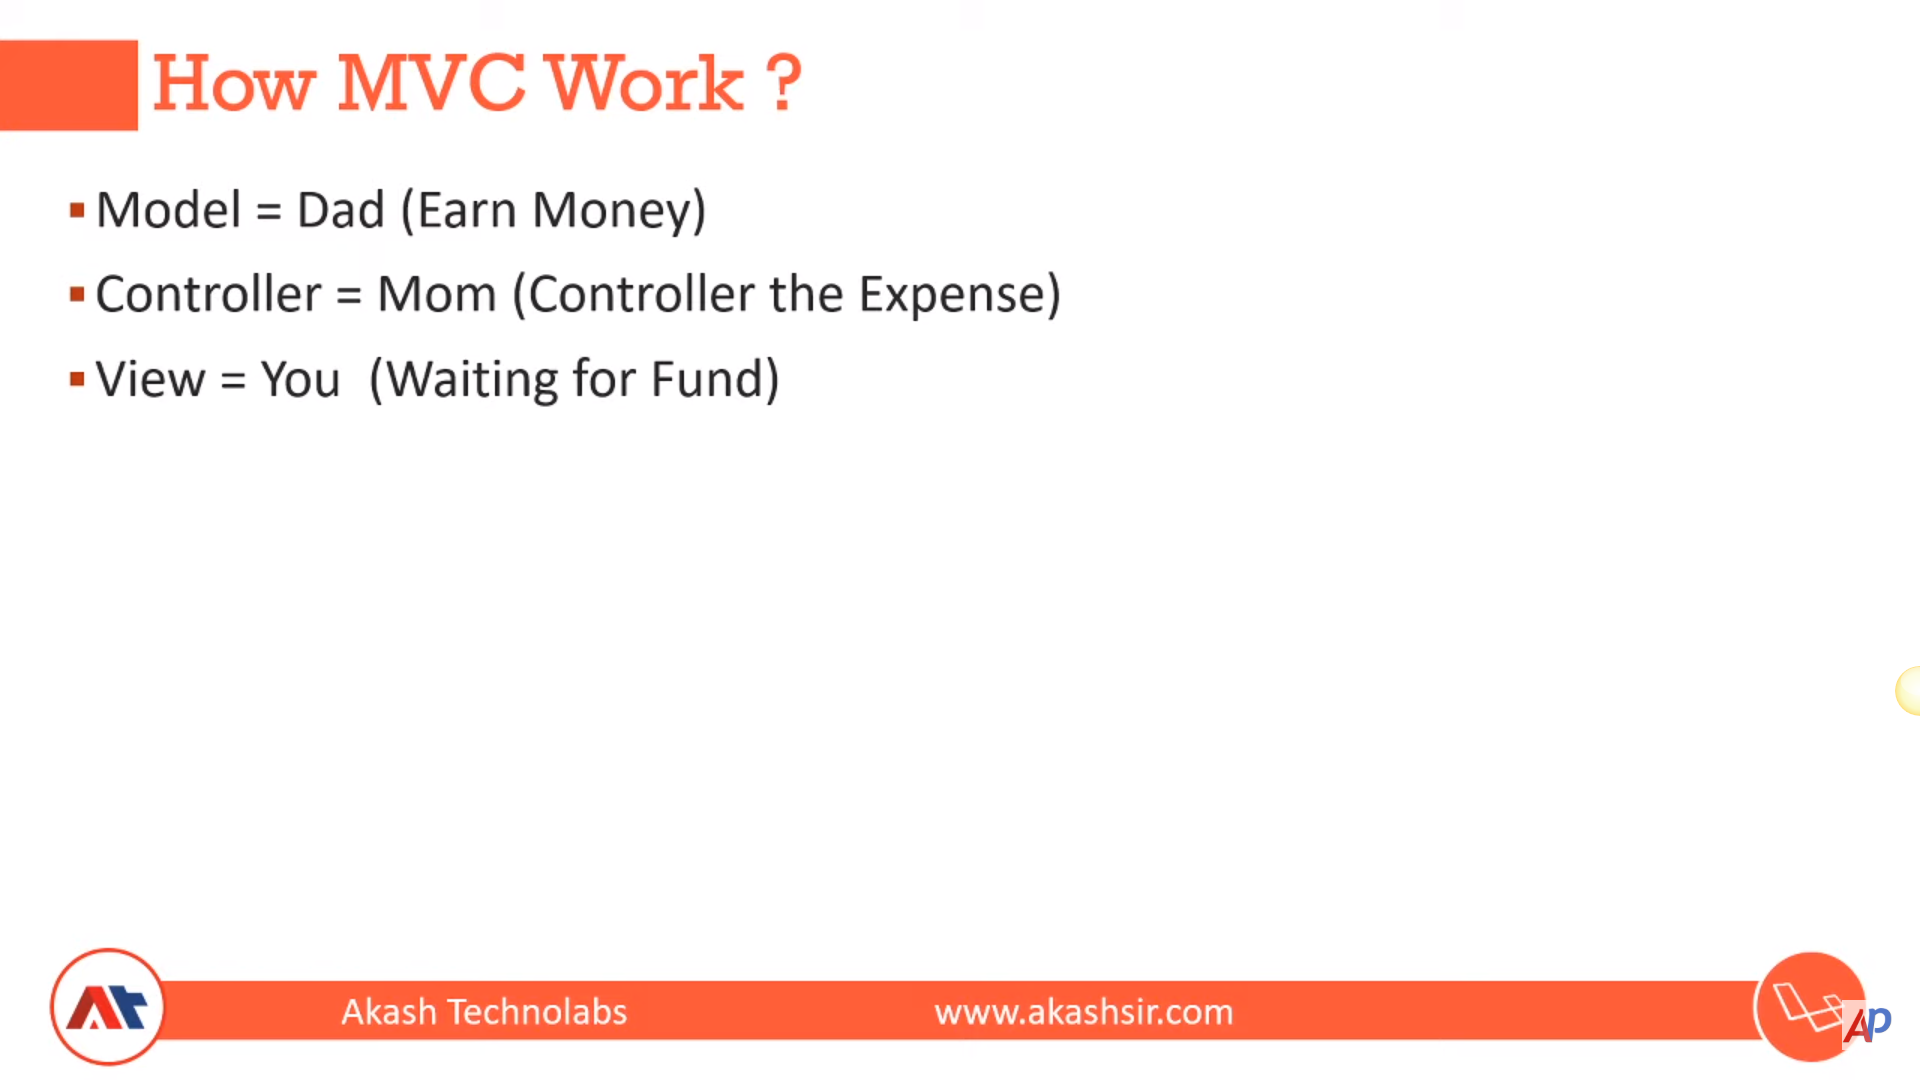 How MVC Work ?
Model = Dad (Earn Money)
Controller = Mom (Controller the Expense)
View = You (Waiting for Fund)
Akash Technolabs
www.akashsir.com
AP